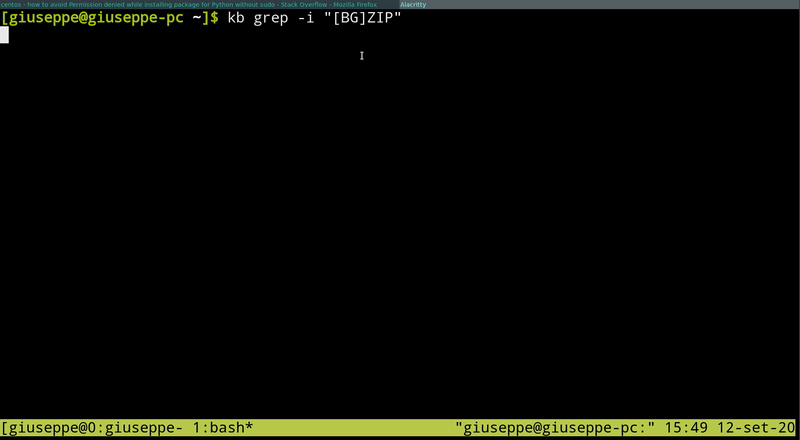 centos - how to avoid Permission denied while installing package for Python without sudo - Stack Overflow - Mozilla Firefox Alacritty
[giuseppe@giuseppe-pc ~]$ kb grep -i "[BG]ZIP"
[giuseppe@0:giuseppe- 1:bash* "giuseppe@giuseppe-pc:" 15:49 12-set-20